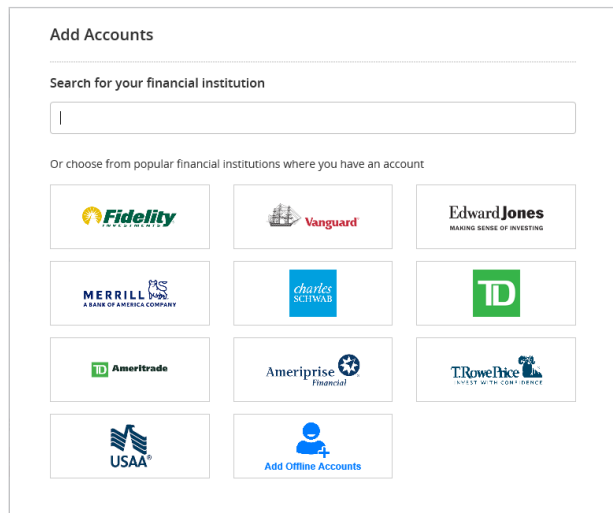 Add Accounts
Search for your financial institution
Or choose from popular financial institutions where you have an account
Fidelity
INVESTMENTS
Vanguard
Edward Jones
MAKING SENSE OF INVESTING
MERRILL
A BANK OF AMERICA COMPANY
charles
SCHWAB
TD
TD Ameritrade
Ameriprise
Financial
T.RowePrice
INVEST WITH CONFIDENCE
USAA®
Add Offline Accounts